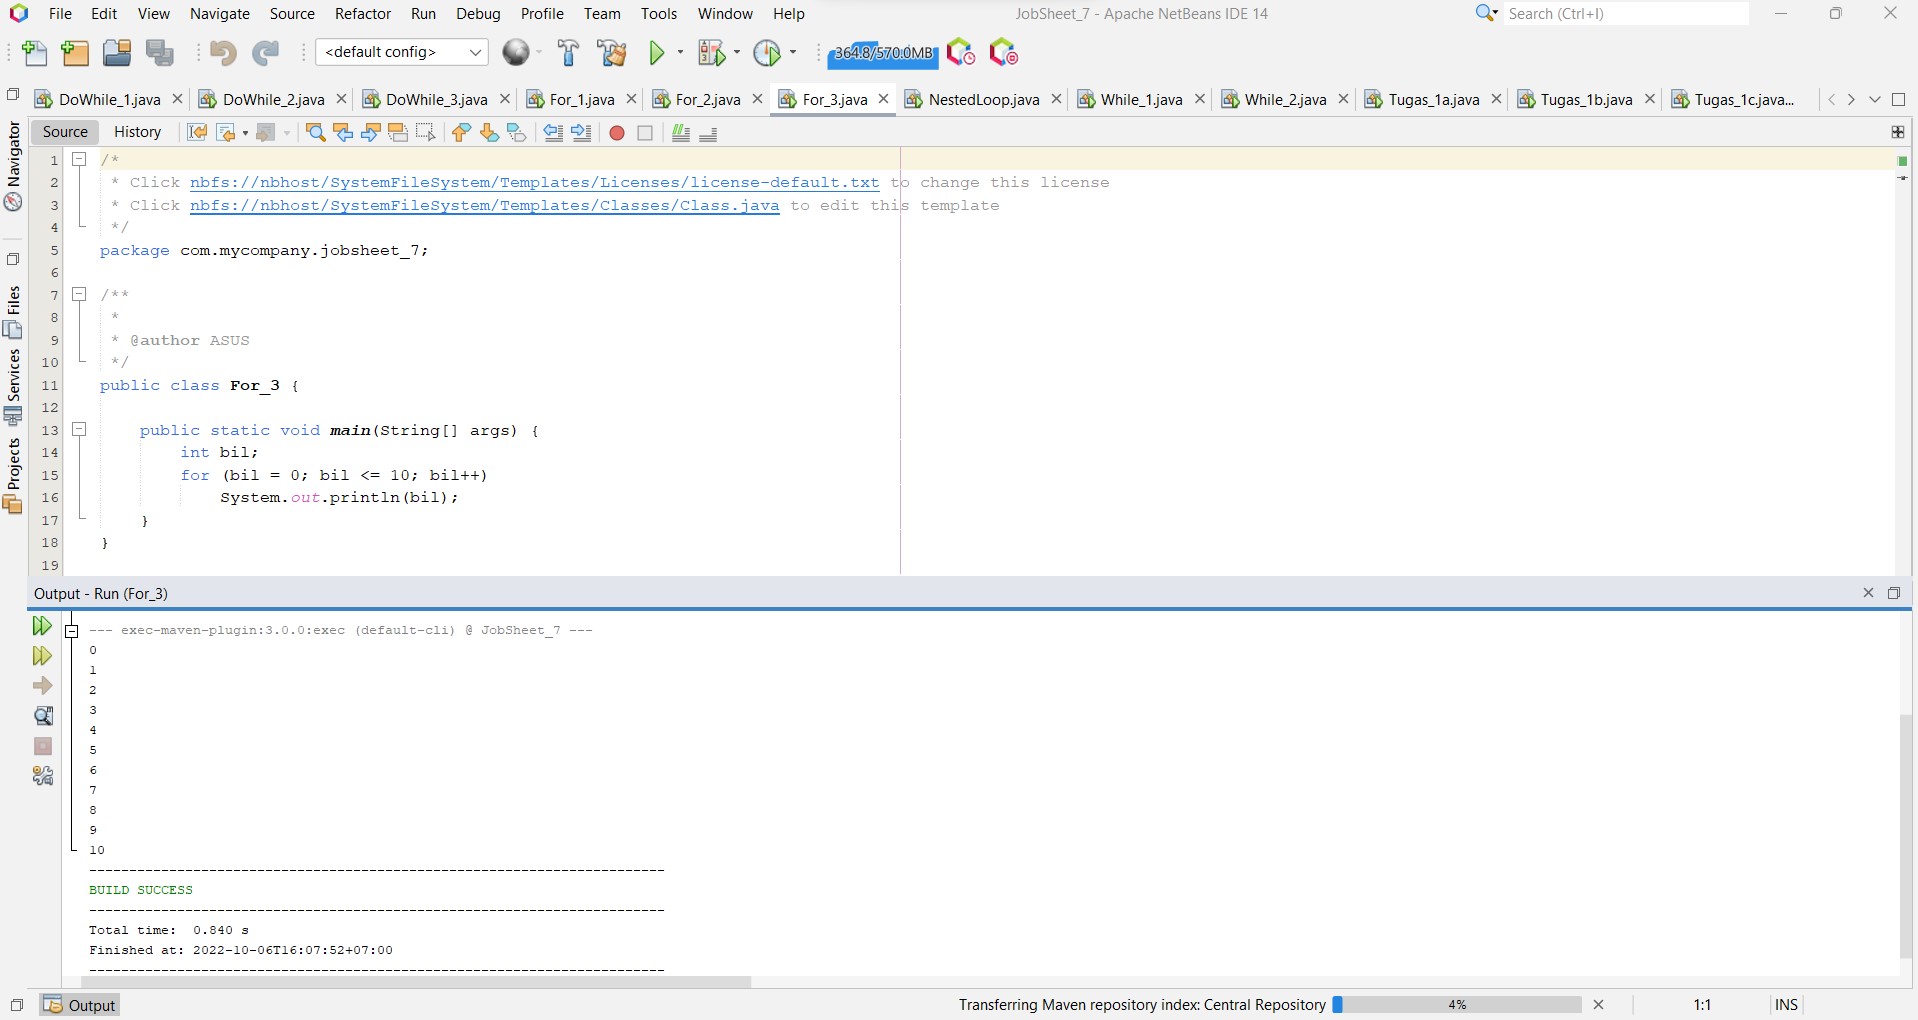 File Edit View Navigate Source Refactor Run Debug Profile Team Tools Window Help JobSheet_7 - Apache NetBeans IDE 14 Search (Ctrl+I)
<default config> 364.8/570.0MB
DoWhile_1.java DoWhile_2.java DoWhile_3.java For_1.java For_2.java For_3.java NestedLoop.java While_1.java While_2.java Tugas_1a.java Tugas_1b.java Tugas_1c.java...
Source History
Navigator
Files
Services
Projects
1 /*
2 * Click nbfs://nbhost/SystemFileSystem/Templates/Licenses/license-default.txt to change this license
3 * Click nbfs://nbhost/SystemFileSystem/Templates/Classes/Class.java to edit this template
4 */
5 package com.mycompany.jobsheet_7;
6
7 /**
8 *
9 * @author ASUS
10 */
11 public class For_3 {
12
13 public static void main(String[] args) {
14 int bil;
15 for (bil = 0; bil <= 10; bil++)
16 System.out.println(bil);
17 }
18 }
19
Output - Run (For_3)
--- exec-maven-plugin:3.0.0:exec (default-cli) @ JobSheet_7 ---
0
1
2
3
4
5
6
7
8
9
10
------------------------------------------------------------------------
BUILD SUCCESS
------------------------------------------------------------------------
Total time: 0.840 s
Finished at: 2022-10-06T16:07:52+07:00
------------------------------------------------------------------------
Output Transferring Maven repository index: Central Repository 4% 1:1 INS